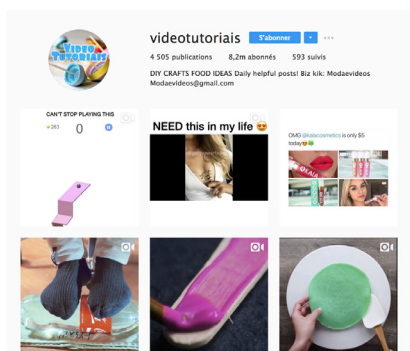 VIDEO
TUTORIAIS
videotutoriais
S'abonner
4 505 publications 8,2m abonnés 593 suivis
DIY CRAFTS FOOD IDEAS Daily helpful posts! Biz kik: Modaevideos
Modaevideos@gmail.com
CAN'T STOP PLAYING THIS
263
0
NEED this in my life 😍
OMG @kalacosmetics is only $5
today😍🤑